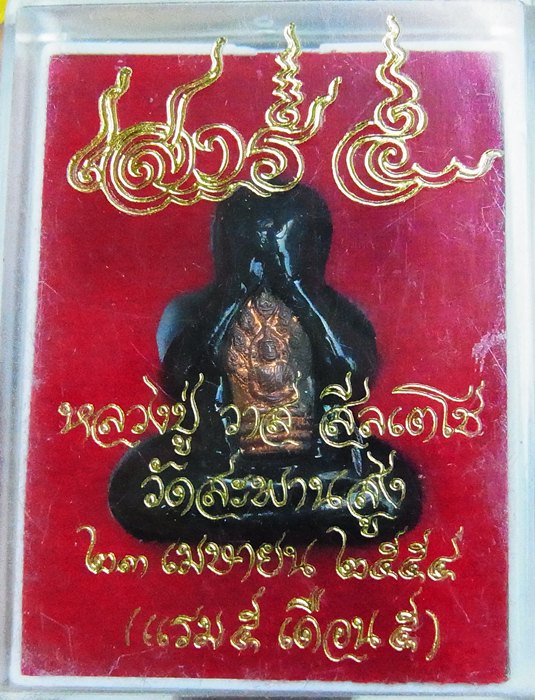 เสาร์ ๕
หลวงปู่ วาส สีลเตโช
วัดสะพานสูง
๒๓ เมษายน ๒๕๕๔
(แรม ๕ เดือน ๕)